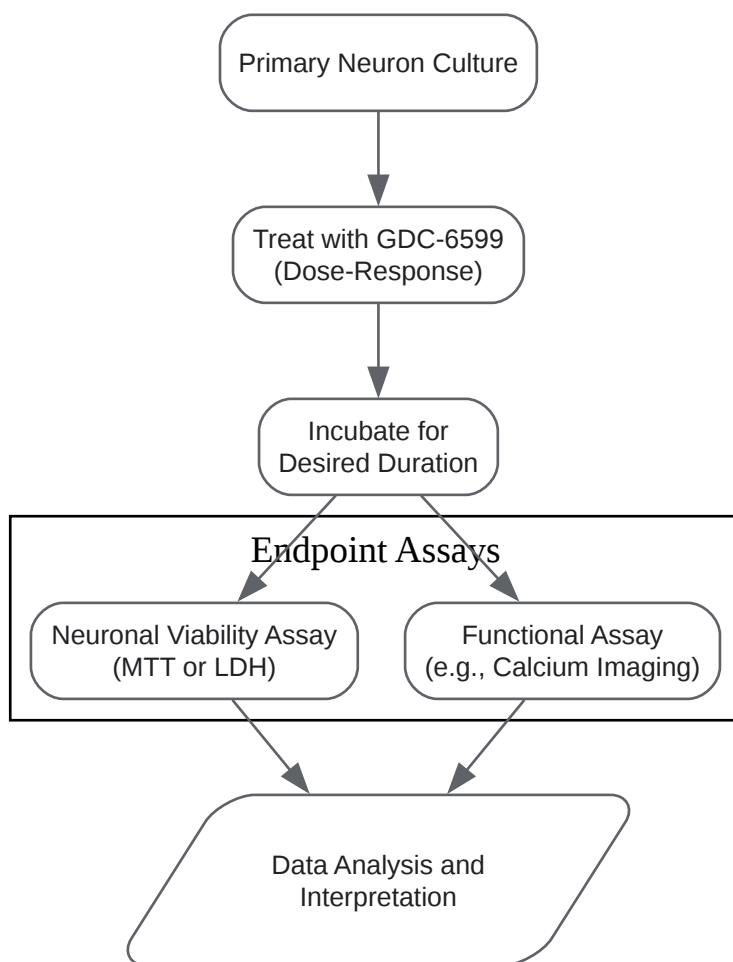 Primary Neuron Culture
Treat with GDC-6599
(Dose-Response)
Incubate for
Desired Duration
Endpoint Assays
Neuronal Viability Assay
(MTT or LDH)
Functional Assay
(e.g., Calcium Imaging)
Data Analysis and
Interpretation